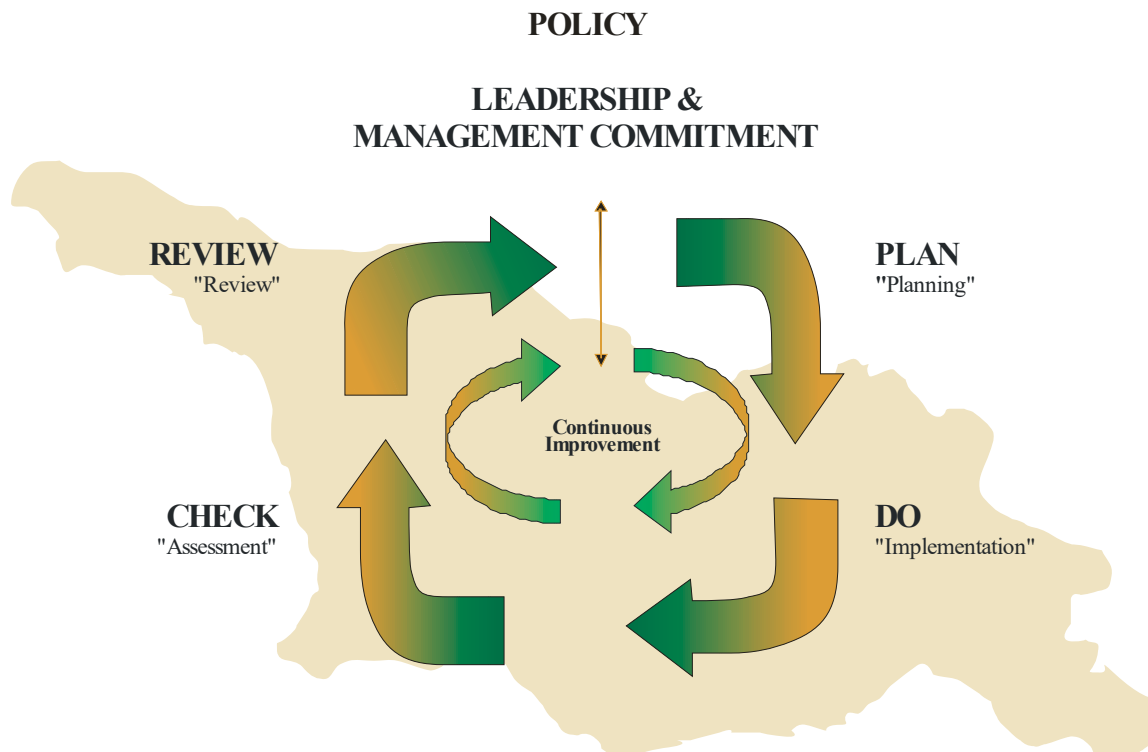 POLICY
LEADERSHIP &
MANAGEMENT COMMITMENT
REVIEW
"Review"
PLAN
"Planning"
Continuous
Improvement
CHECK
"Assessment"
DO
"Implementation"